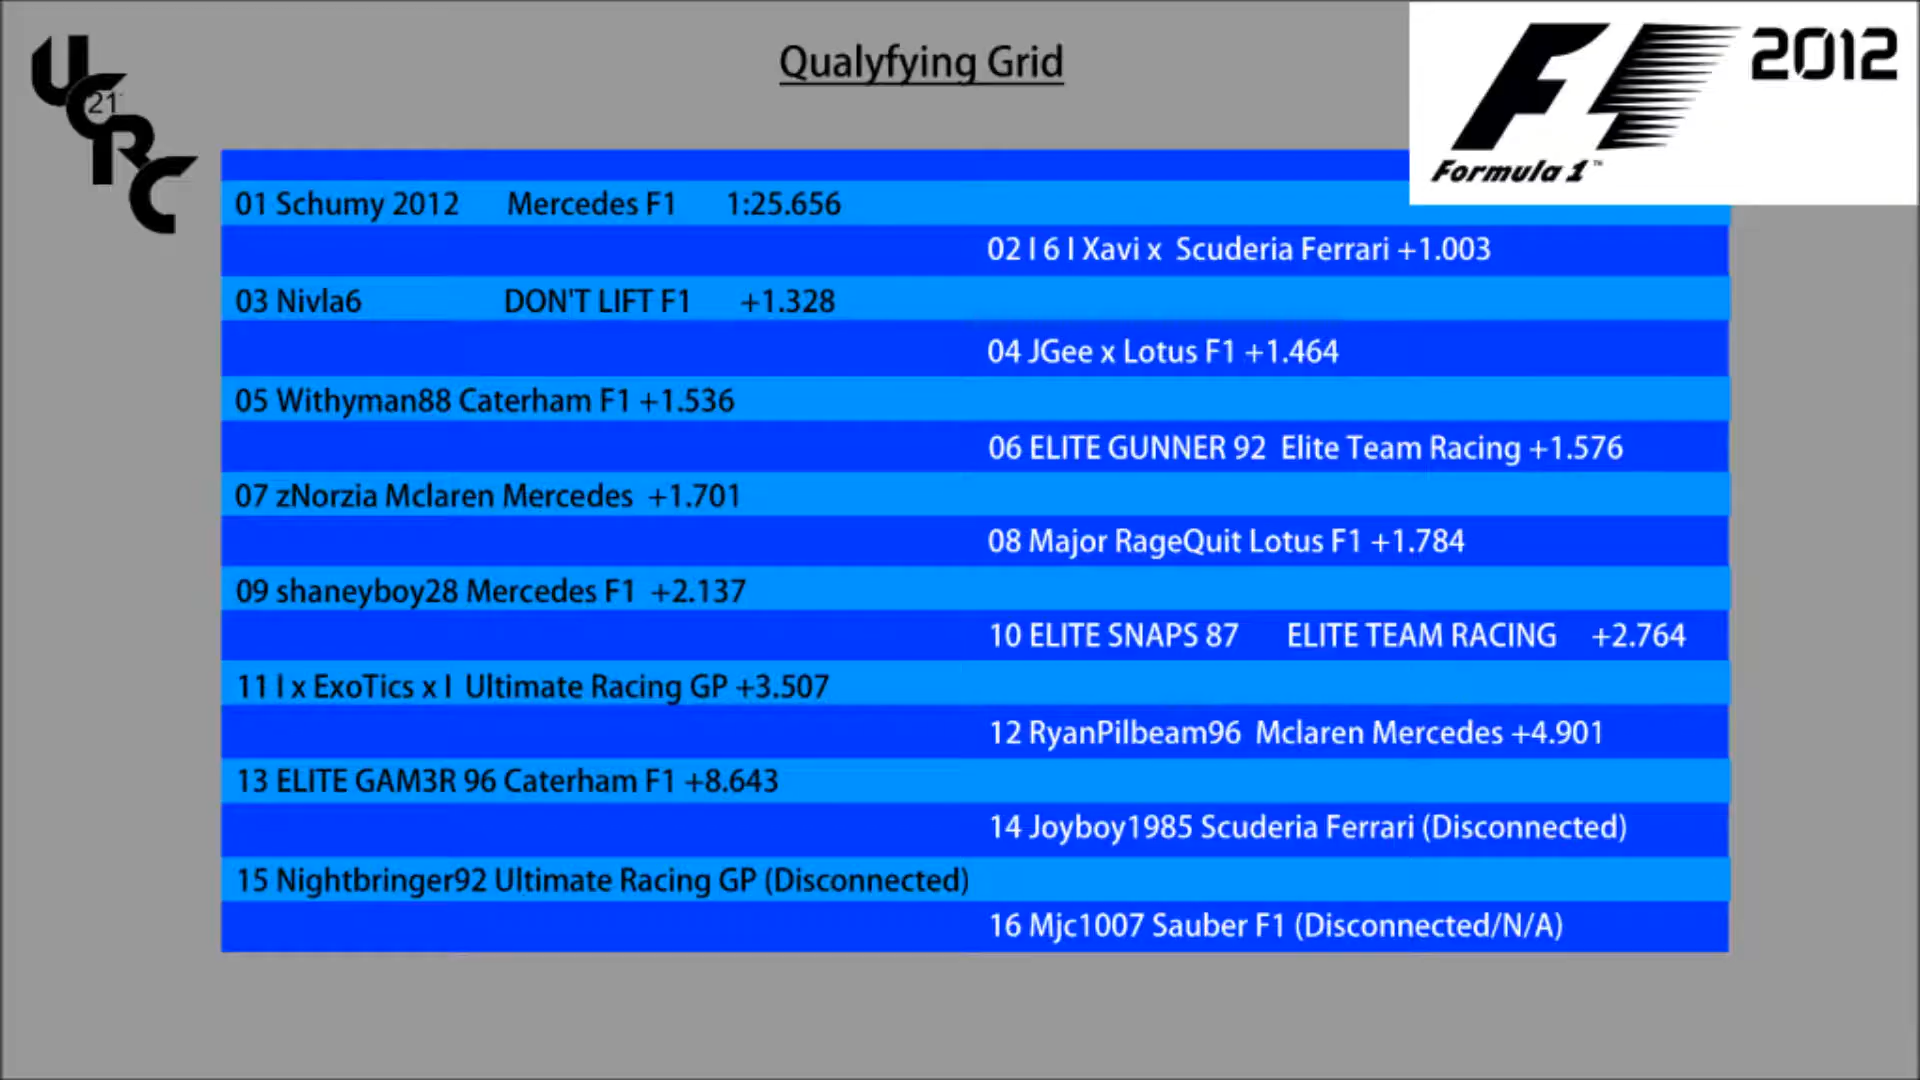 UCRC
21
Qualyfying Grid
F1 2012
Formula 1™
01 Schumy 2012 Mercedes F1 1:25.656
02 I 6 I Xavi x Scuderia Ferrari +1.003
03 Nivla6 DON'T LIFT F1 +1.328
04 JGee x Lotus F1 +1.464
05 Withyman88 Caterham F1 +1.536
06 ELITE GUNNER 92 Elite Team Racing +1.576
07 zNorzia Mclaren Mercedes +1.701
08 Major RageQuit Lotus F1 +1.784
09 shaneyboy28 Mercedes F1 +2.137
10 ELITE SNAPS 87 ELITE TEAM RACING +2.764
11 I x ExoTics x I Ultimate Racing GP +3.507
12 RyanPilbeam96 Mclaren Mercedes +4.901
13 ELITE GAM3R 96 Caterham F1 +8.643
14 Joyboy1985 Scuderia Ferrari (Disconnected)
15 Nightbringer92 Ultimate Racing GP (Disconnected)
16 Mjc1007 Sauber F1 (Disconnected/N/A)